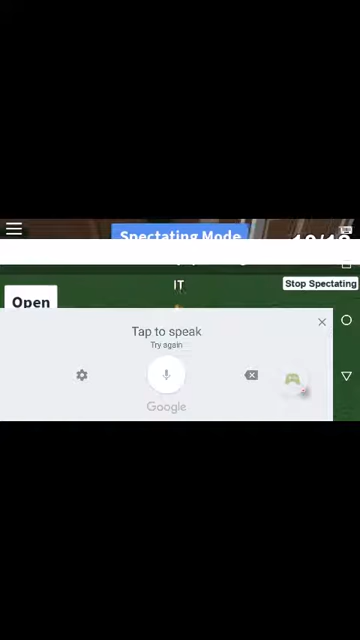 Spectating Mode
IT
Stop Spectating
Open
Tap to speak
Try again
Google